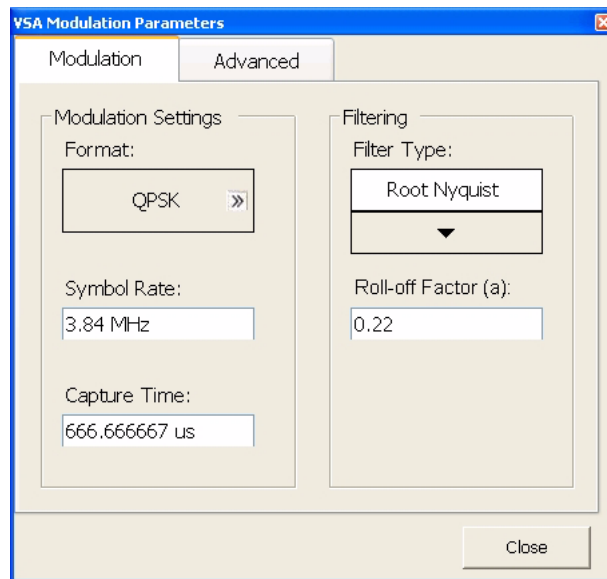 VSA Modulation Parameters
Modulation
Advanced
Modulation Settings
Format:
QPSK »
Symbol Rate:
3.84 MHz
Capture Time:
666.666667 us
Filtering
Filter Type:
Root Nyquist
Roll-off Factor (a):
0.22
Close